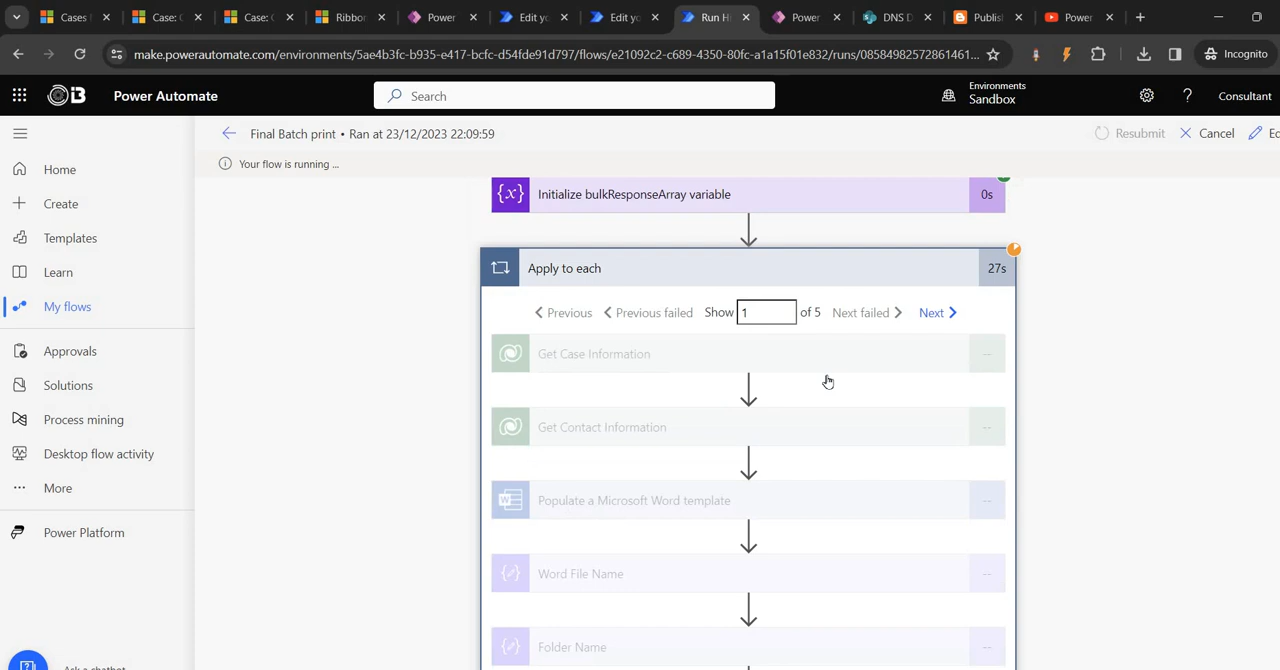 Cases
Case: (
Case:
Ribbor
Power
Edit yo
Edit yo
Run H
Power
DNS D
Publis
Power
make.powerautomate.com/environments/5ae4b3fc-b935-e417-bcfc-d54fde91d797/flows/e21092c2-c689-4350-80fc-a1a15f01e832/runs/08584982572861461...
Incognito
Power Automate
Search
Environments
Sandbox
?
Consultant
Final Batch print • Ran at 23/12/2023 22:09:59
Resubmit
Cancel
Ec
Your flow is running ...
Home
Create
Templates
Learn
My flows
Approvals
Solutions
Process mining
Desktop flow activity
More
Power Platform
Ask a chatbot
{x} Initialize bulkResponseArray variable 0s
Apply to each 27s
Previous Previous failed Show 1 of 5 Next failed Next
Get Case Information --
Get Contact Information --
Populate a Microsoft Word template --
Word File Name --
Folder Name --